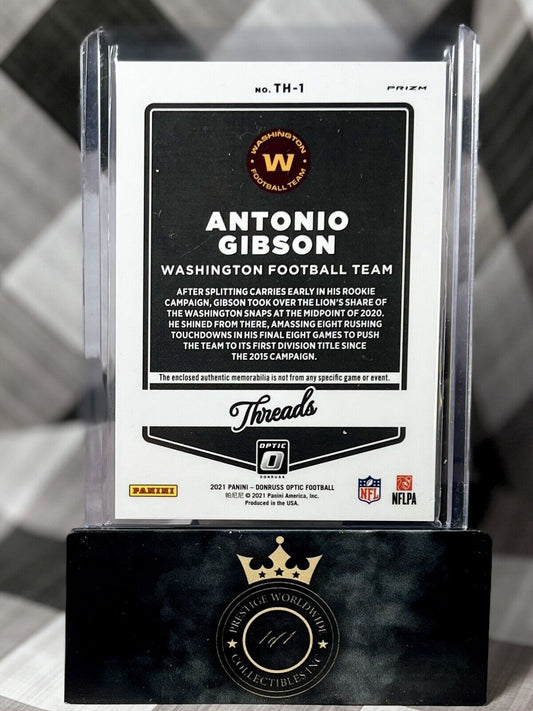 NO. TH-1
PRIZM
WASHINGTON
W
FOOTBALL TEAM
ANTONIO
GIBSON
WASHINGTON FOOTBALL TEAM
AFTER SPLITTING CARRIES EARLY IN HIS ROOKIE
CAMPAIGN, GIBSON TOOK OVER THE LION'S SHARE OF
THE WASHINGTON SNAPS AT THE MIDPOINT OF 2020.
HE SHINED FROM THERE, AMASSING EIGHT RUSHING
TOUCHDOWNS IN HIS FINAL EIGHT GAMES TO PUSH
THE TEAM TO ITS FIRST DIVISION TITLE SINCE
THE 2015 CAMPAIGN.
The enclosed authentic memorabilia is not from any specific game or event.
Threads
OPTIC
O
DONRUSS
PANINI
2021 PANINI – DONRUSS OPTIC FOOTBALL
帕尼尼 © 2021 Panini America, Inc.
Produced in the USA.
NFL
NFLPA
PRESTIGE WORLDWIDE
1of1
COLLECTIBLES INC